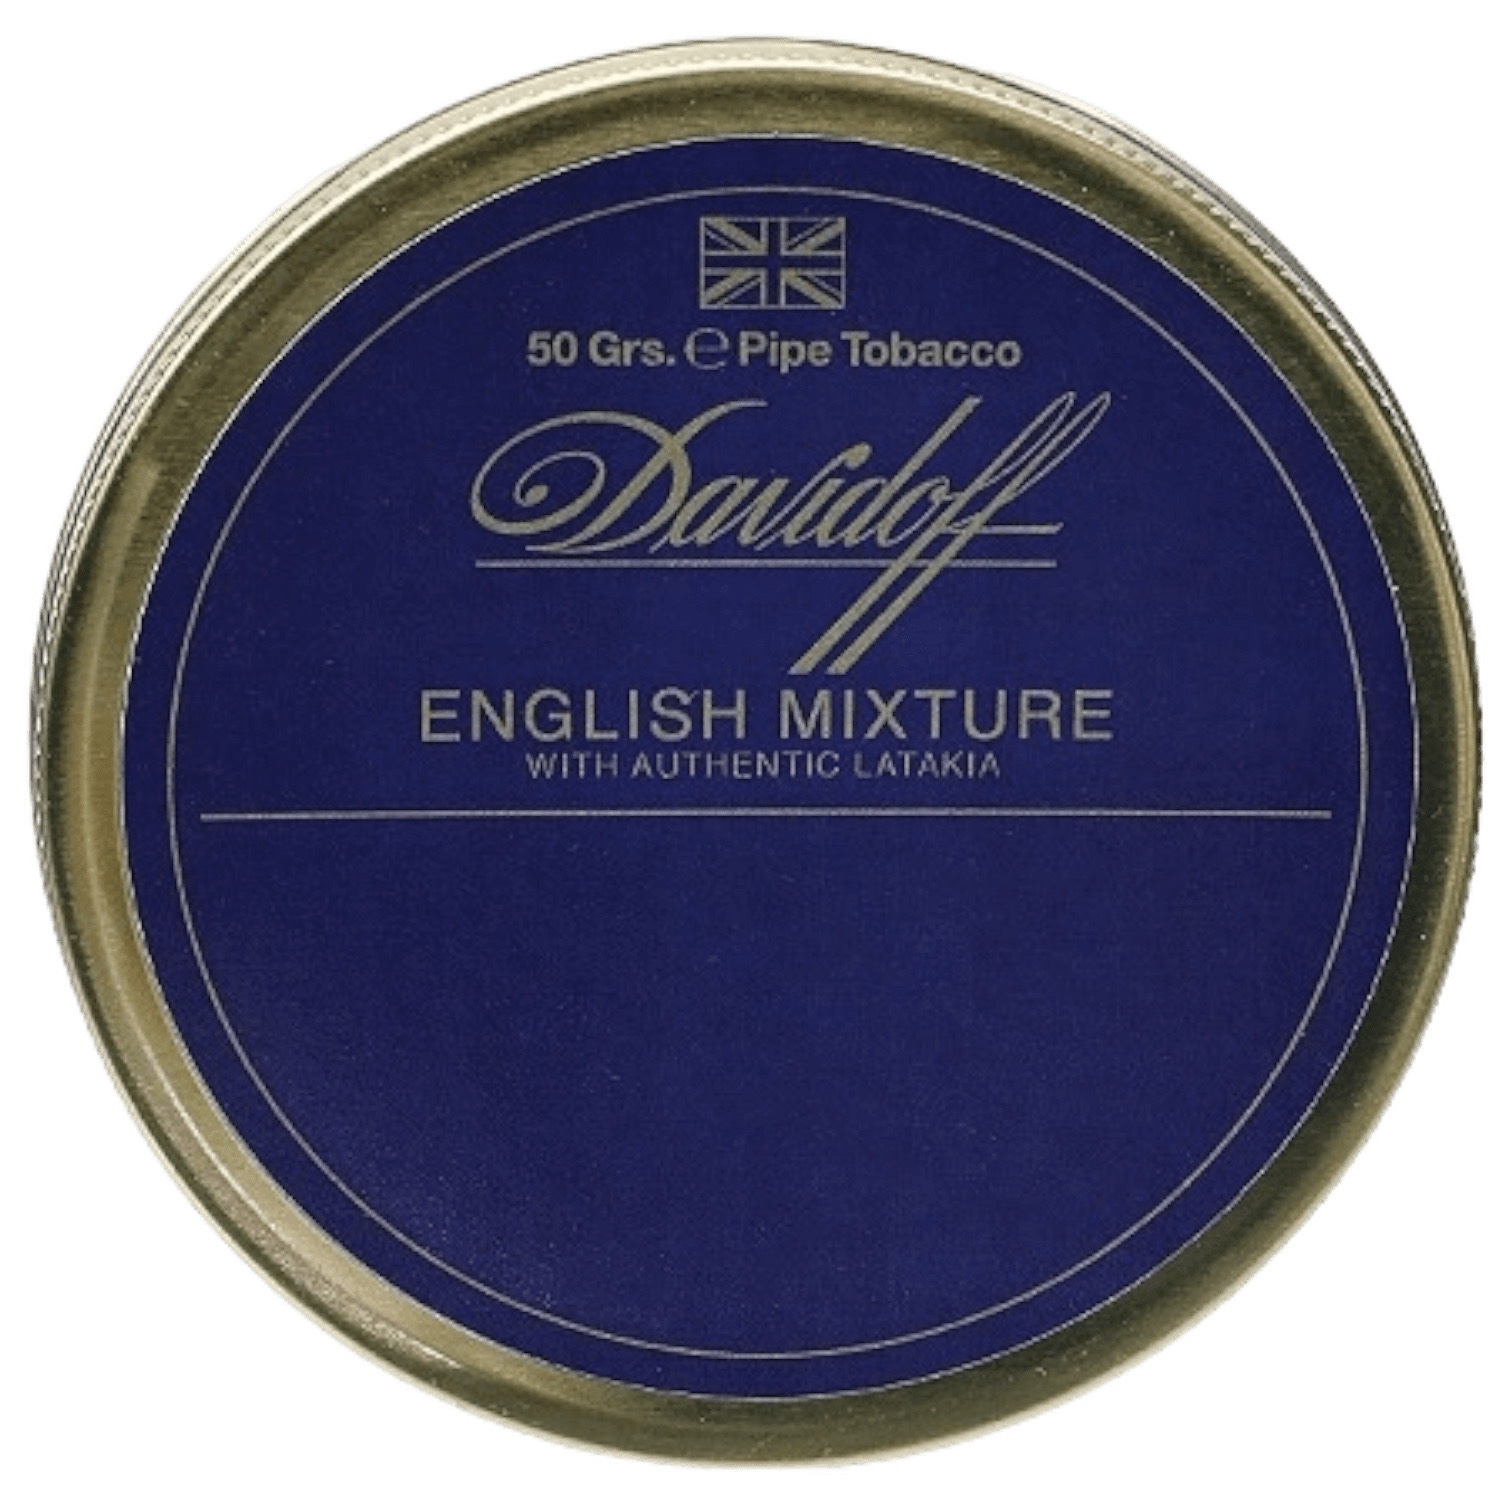 50 Grs. ℮ Pipe Tobacco
Davidoff
ENGLISH MIXTURE
WITH AUTHENTIC LATAKIA